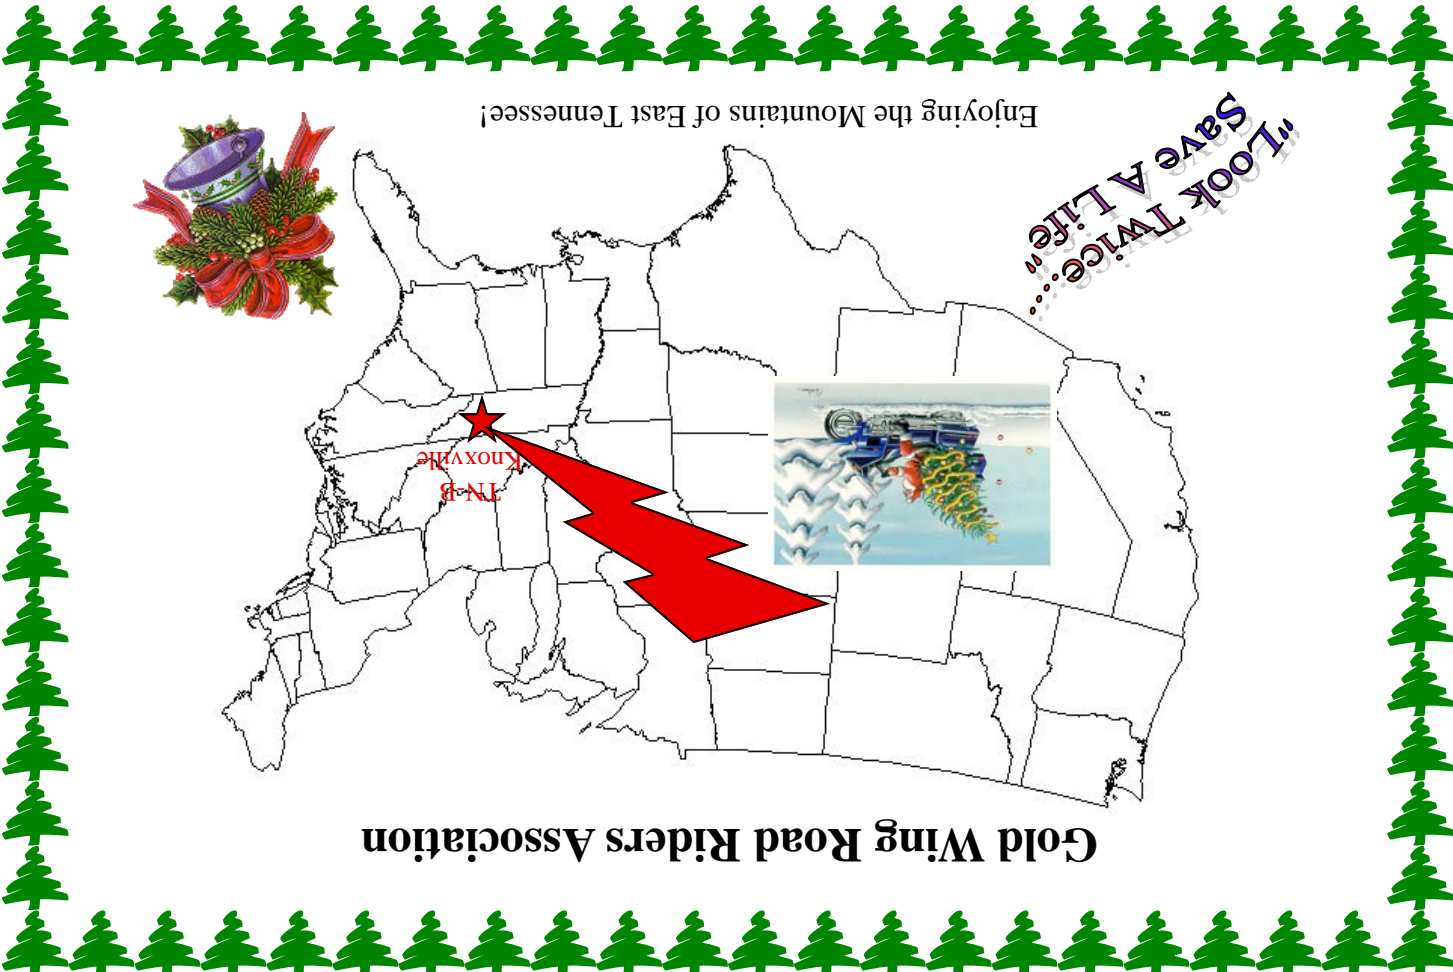 Gold Wing Road Riders Association
TN-B
Knoxville
"Look Twice....
Save A Life"
Enjoying the Mountains of East Tennessee!